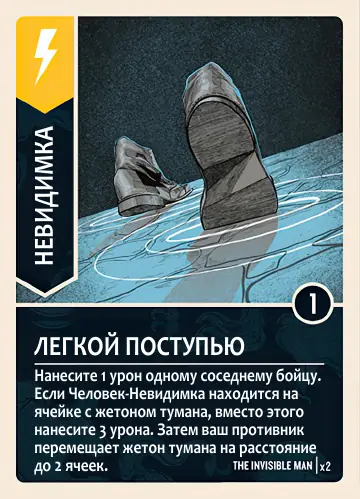 НЕВИДИМКА
1
ЛЕГКОЙ ПОСТУПЬЮ
Нанесите 1 урон одному соседнему бойцу.
Если Человек-Невидимка находится на
ячейке с жетоном тумана, вместо этого
нанесите 3 урона. Затем ваш противник
перемещает жетон тумана на расстояние
до 2 ячеек.
THE INVISIBLE MAN | x2